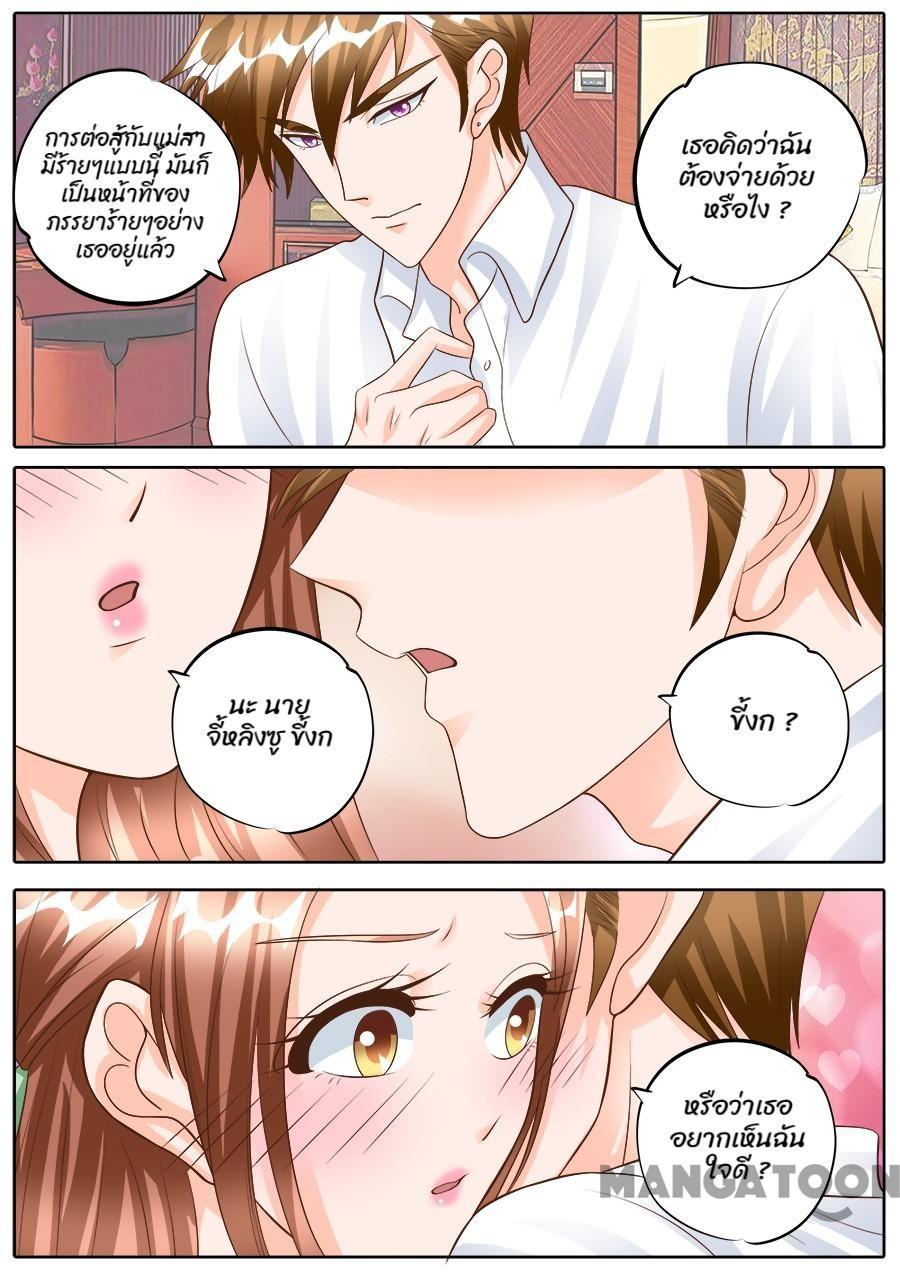 การต่อสู้กับแม่สา
มีร้ายๆแบบนี้ มันก็
เป็นหน้าที่ของ
ภรรยาร้ายๆอย่าง
เธออยู่แล้ว
เธอคิดว่าฉัน
ต้องจ่ายด้วย
หรือไง ?
นะ นาย
จี้หลิงซู ขี้งก
ขี้งก ?
หรือว่าเธอ
อยากเห็นฉัน
ใจดี ?
MANGATOON